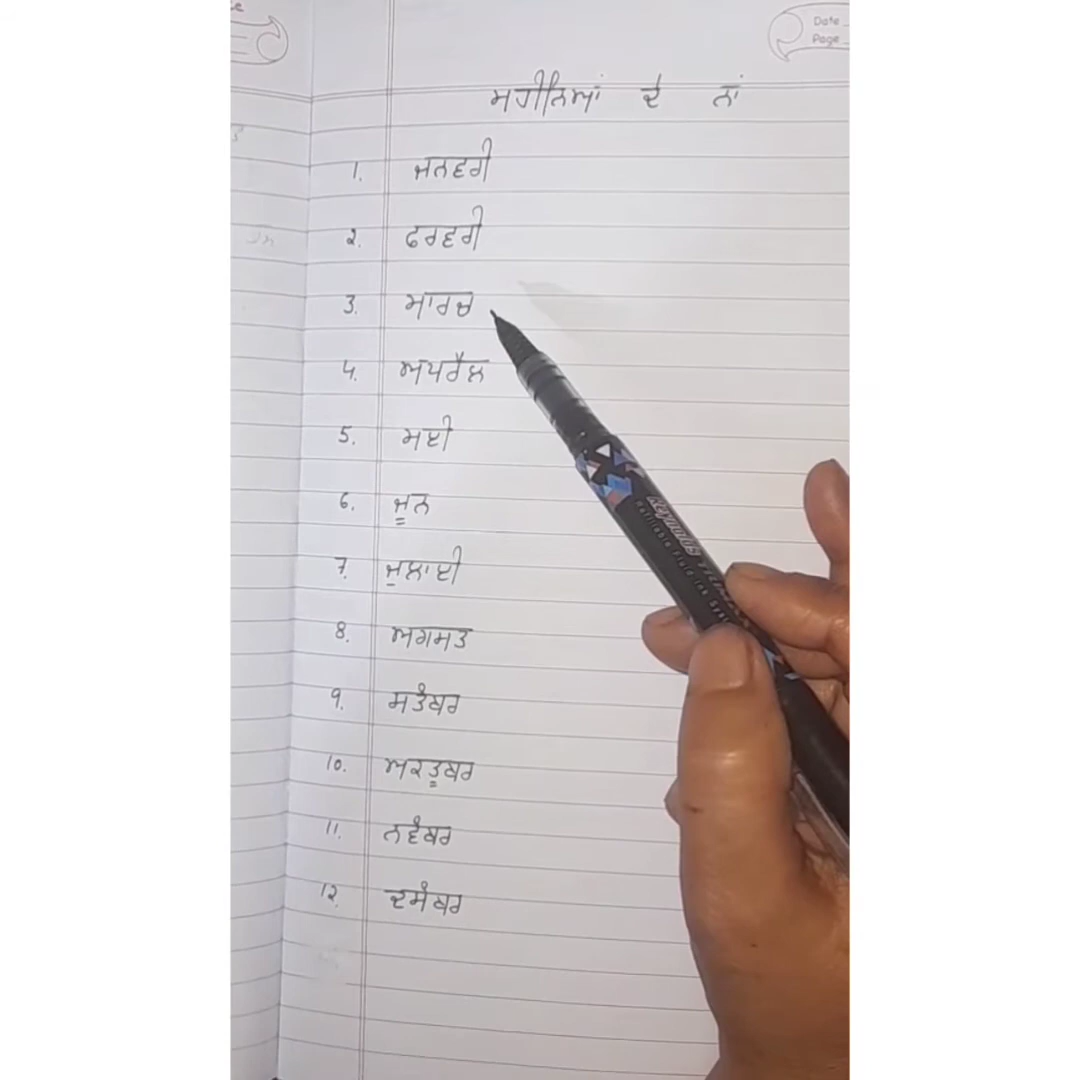 Date
Page
ਮਹੀਨਿਆਂ ਦੇ ਨਾਂ
1. ਜਨਵਰੀ
2. ਫਰਵਰੀ
3. ਮਾਰਚ
4. ਅਪਰੈਲ
5. ਮਈ
6. ਜੂਨ
7. ਜੁਲਾਈ
8. ਅਗਸਤ
9. ਸਤੰਬਰ
10. ਅਕਤੂਬਰ
11. ਨਵੰਬਰ
12. ਦਸੰਬਰ
Reynolds